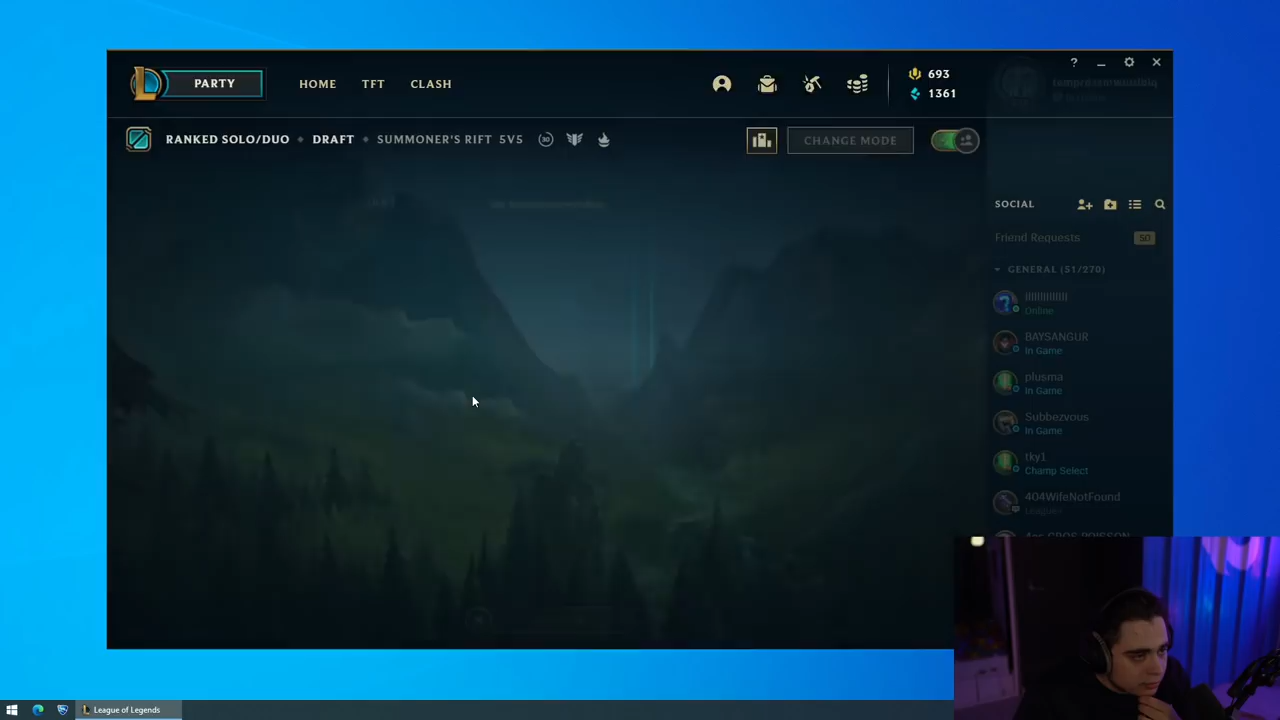 PARTY HOME TFT CLASH 693
1361
RANKED SOLO/DUO DRAFT SUMMONER'S RIFT 5V5 30 CHANGE MODE
SOCIAL
Friend Requests 50
GENERAL (51/270)
Online
BAYSANGUR
In Game
plusma
In Game
Subbezvous
In Game
tky1
Champ Select
404WifeNotFound
League+
League of Legends